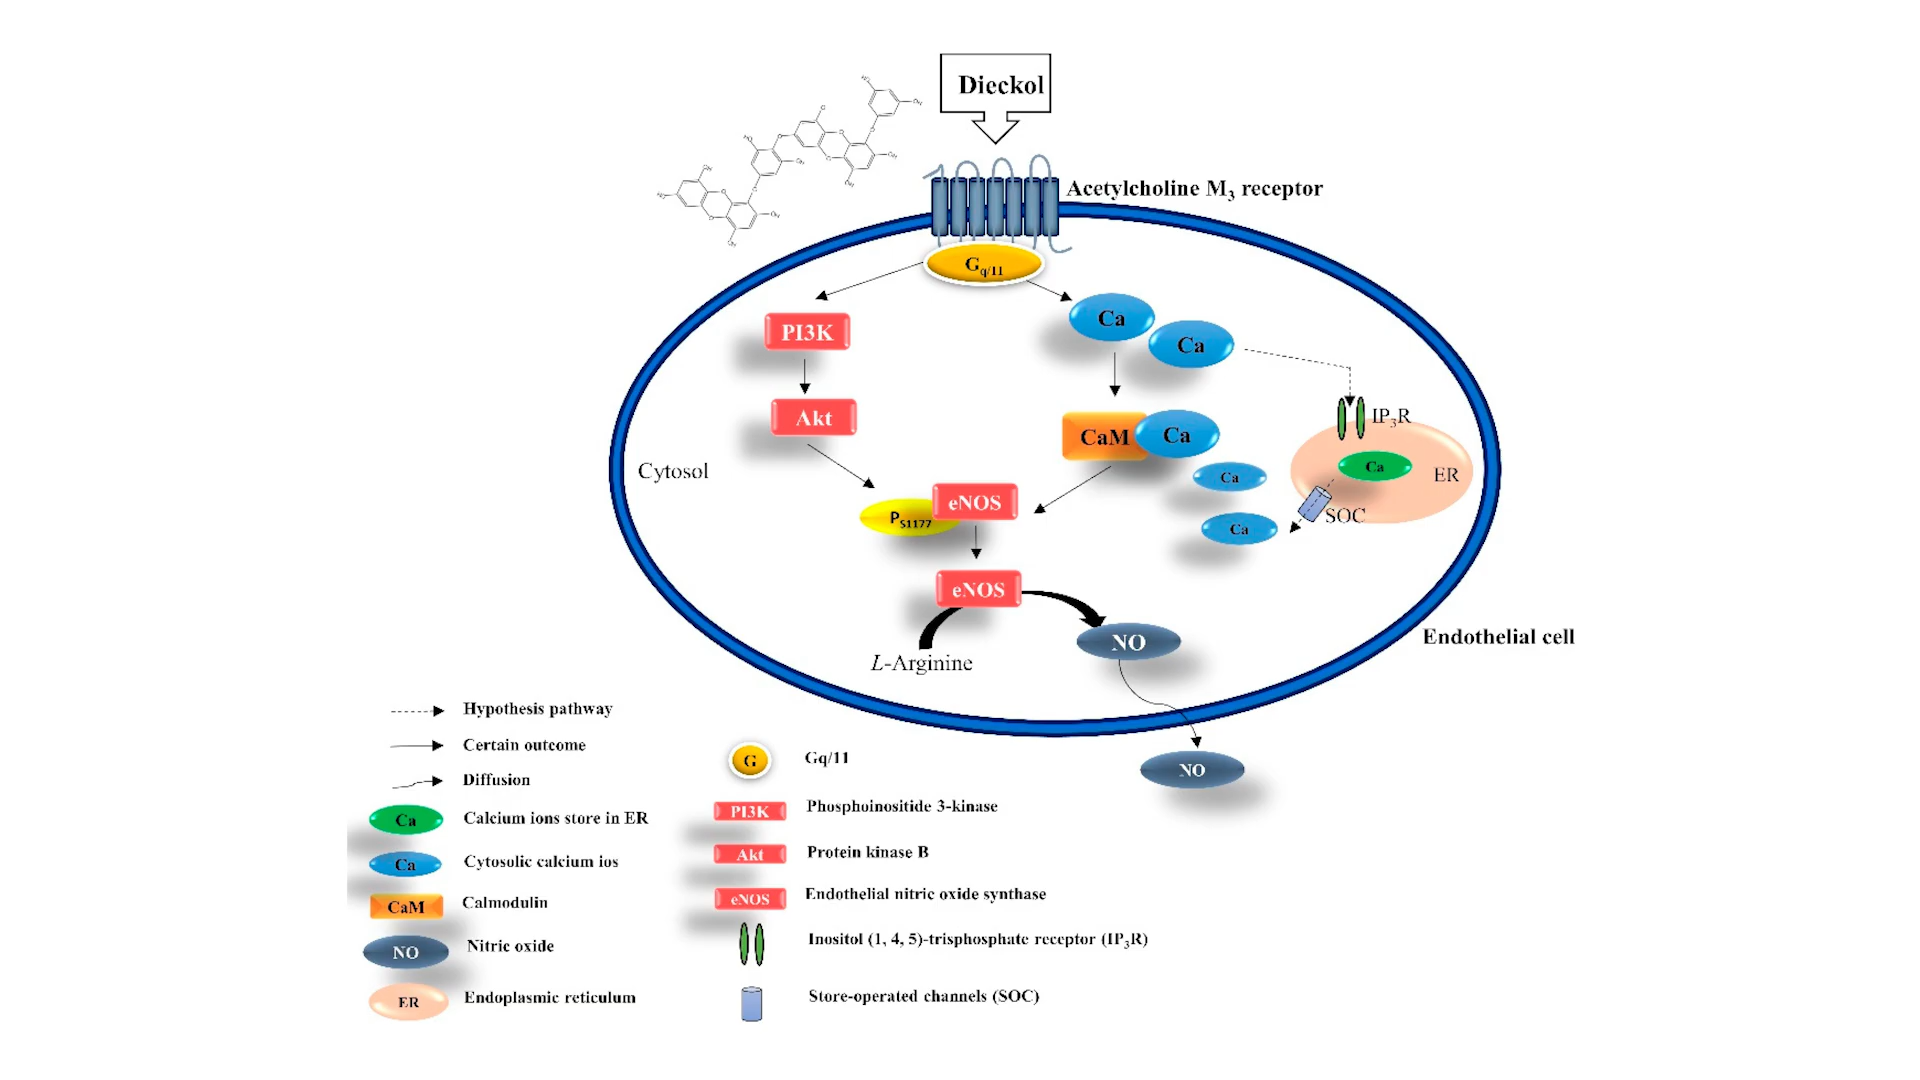 Dieckol
Acetylcholine M3 receptor
Gq/11
PI3K
Ca
Ca
Akt
CaM
Ca
IP3R
Cytosol
Ca
Ca
ER
eNOS
PS1177
SOC
Ca
eNOS
L-Arginine
NO
Endothelial cell
NO
Hypothesis pathway
Certain outcome
Diffusion
Ca
Calcium ions store in ER
Ca
Cytosolic calcium ios
CaM
Calmodulin
NO
Nitric oxide
ER
Endoplasmic reticulum
G
Gq/11
PI3K
Phosphoinositide 3-kinase
Akt
Protein kinase B
eNOS
Endothelial nitric oxide synthase
Inositol (1, 4, 5)-trisphosphate receptor (IP3R)
Store-operated channels (SOC)